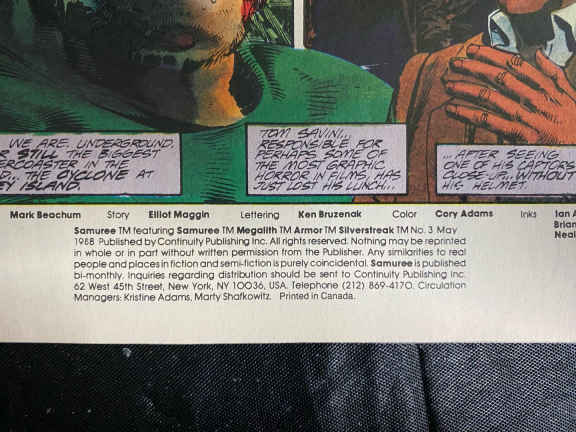 WE ARE, UNDERGROUND,
R STILL THE BIGGEST
ERCOASTER IN THE
D... THE CYCLONE AT
EY ISLAND.
TOM SAVINI...
RESPONSIBLE FOR
PERHAPS SOME OF
THE MOST GRAPHIC
HORROR IN FILMS, HAS
JUST LOST HIS LUNCH...
...AFTER SEEING
ONE OF HIS CAPTORS
CLOSE-UP...WITHOUT
HIS HELMET.
Mark Beachum Story Elliot Maggin Lettering Ken Bruzenak Color Cory Adams Inks Ian A
Brian
Neal
Samuree TM featuring Samuree TM Megalith TM Armor TM Silverstreak TM No. 3 May
1988 Published by Continuity Publishing Inc. All rights reserved. Nothing may be reprinted
in whole or in part without written permission from the Publisher. Any similarities to real
people and places in fiction and semi-fiction is purely coincidental. Samuree is published
bi-monthly. Inquiries regarding distribution should be sent to Continuity Publishing Inc.
62 West 45th Street, New York, NY 10036, USA. Telephone (212) 869-4170. Circulation
Managers: Kristine Adams, Marty Shafkowitz. Printed in Canada.